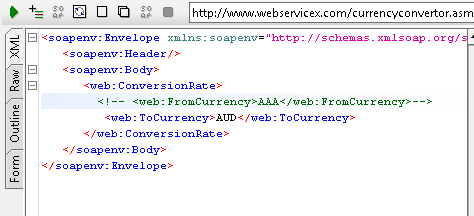 http://www.webservicex.com/currencyconvertor.asm
XML
Raw
Outline
Form
<soapenv:Envelope xmlns:soapenv="http://schemas.xmlsoap.org/s
<soapenv:Header/>
<soapenv:Body>
<web:ConversionRate>
<!-- <web:FromCurrency>AAA</web:FromCurrency>-->
<web:ToCurrency>AUD</web:ToCurrency>
</web:ConversionRate>
</soapenv:Body>
</soapenv:Envelope>